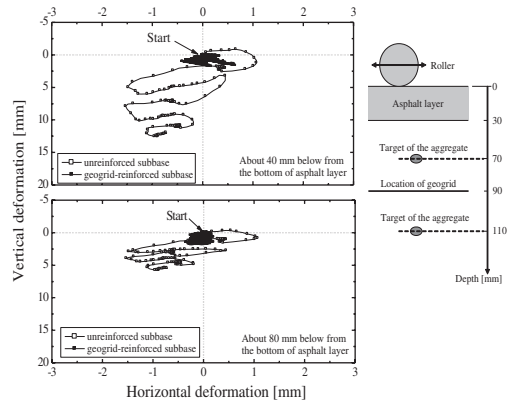 -3 -2 -1 0 1 2 3
Start
0
5
10
15
20
unreinforced subbase
geogrid-reinforced subbase
About 40 mm below from
the bottom of asphalt layer
Vertical deformation [mm]
Start
0
5
10
15
20
unreinforced subbase
geogrid-reinforced subbase
About 80 mm below from
the bottom of asphalt layer
-3 -2 -1 0 1 2 3
Horizontal deformation [mm]
Roller
0
Asphalt layer
30
Target of the aggregate
70
Location of geogrid
90
Target of the aggregate
110
Depth [mm]